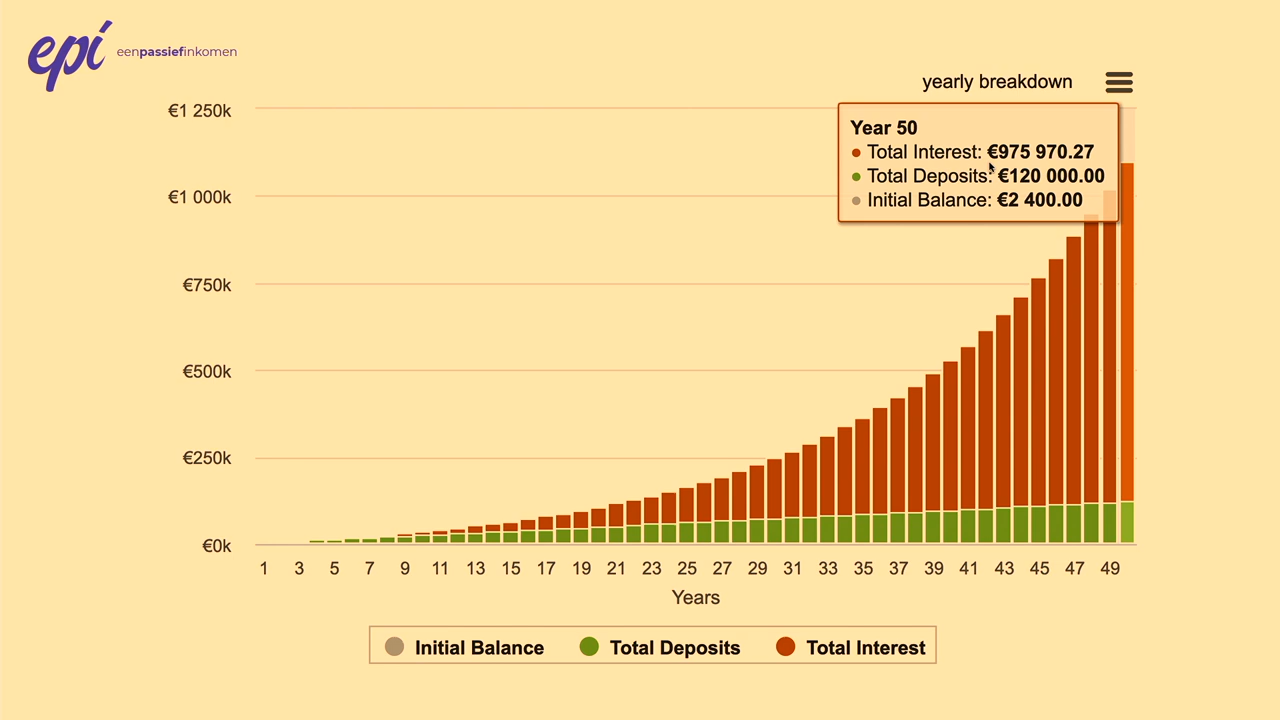 epi eenpassiefinkomen
yearly breakdown
€1 250k
€1 000k
€750k
€500k
€250k
€0k
Year 50
Total Interest: €975 970.27
Total Deposits: €120 000.00
Initial Balance: €2 400.00
1 3 5 7 9 11 13 15 17 19 21 23 25 27 29 31 33 35 37 39 41 43 45 47 49
Years
Initial Balance Total Deposits Total Interest